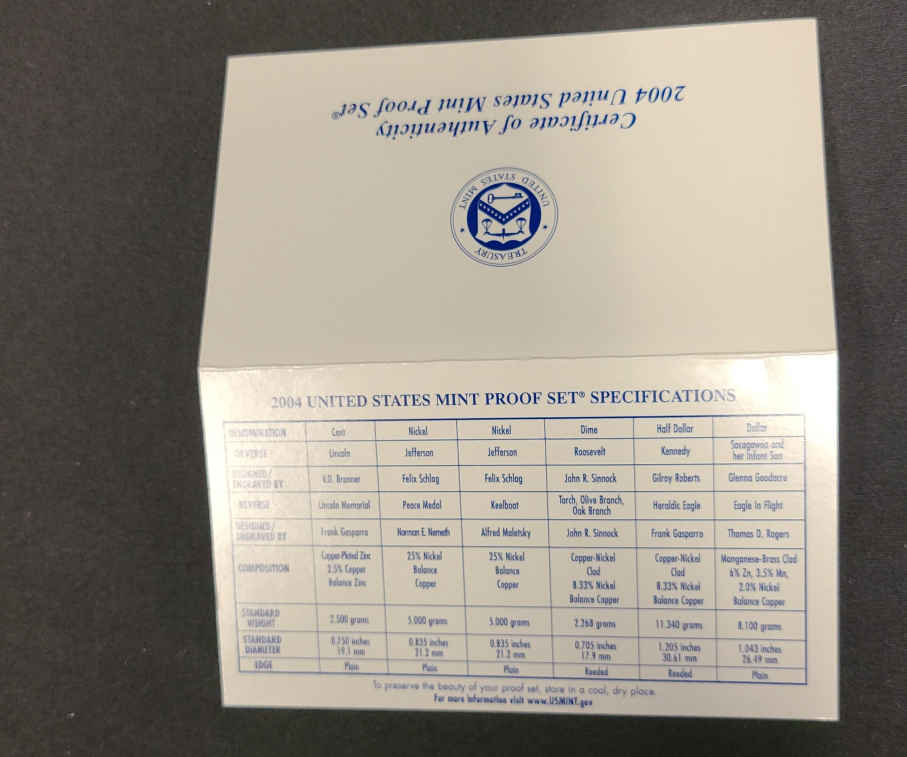 Certificate of Authenticity
2004 United States Mint Proof Set®
TREASURY
UNITED STATES MINT
2004 UNITED STATES MINT PROOF SET® SPECIFICATIONS
DENOMINATION Cent Nickel Nickel Dime Half Dollar Dollar
OBVERSE Lincoln Jefferson Jefferson Roosevelt Kennedy Sacagawea and
her Infant Son
DESIGNED/
ENGRAVED BY V.D. Brenner Felix Schlag Felix Schlag John R. Sinnock Gilroy Roberts Glenna Goodacre
REVERSE Lincoln Memorial Peace Medal Keelboat Torch, Olive Branch,
Oak Branch Heraldic Eagle Eagle in Flight
DESIGNED/
ENGRAVED BY Frank Gasparro Norman E. Nemeth Alfred Maletsky John R. Sinnock Frank Gasparro Thomas D. Rogers
COMPOSITION Copper-Plated Zinc 25% Nickel 25% Nickel Copper-Nickel Copper-Nickel Manganese-Brass Clad
2.5% Copper Balance Balance Clad Clad 6% Zn, 3.5% Mn,
Balance Zinc Copper Copper 8.33% Nickel 8.33% Nickel 2.0% Nickel
Balance Copper Balance Copper Balance Copper
STANDARD
WEIGHT 2.500 grams 5.000 grams 5.000 grams 2.268 grams 11.340 grams 8.100 grams
STANDARD 0.750 inches 0.835 inches 0.835 inches 0.705 inches 1.205 inches 1.043 inches
DIAMETER 19.1 mm 21.2 mm 21.2 mm 17.9 mm 30.61 mm 26.49 mm
EDGE Plain Plain Plain Reeded Reeded Plain
To preserve the beauty of your proof set, store in a cool, dry place.
For more information visit www.USMINT.gov